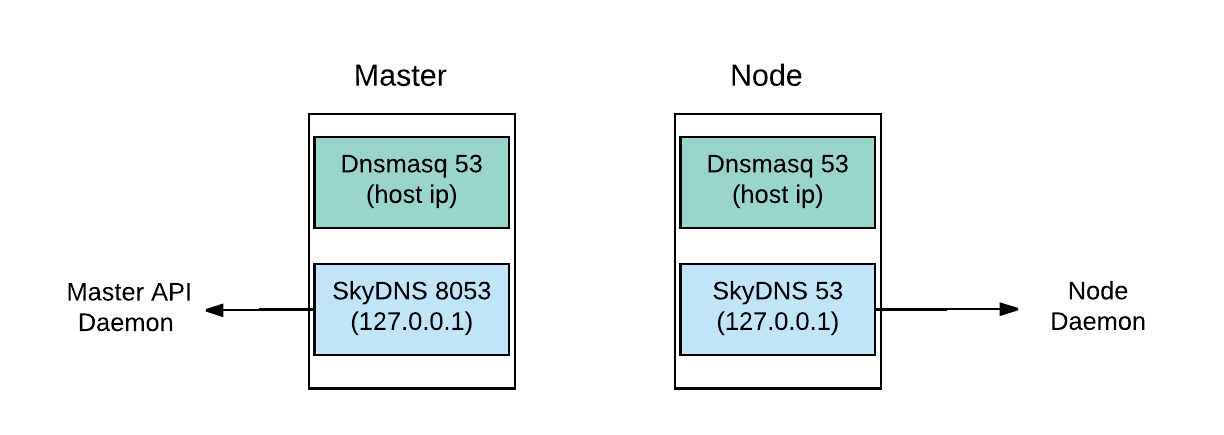 Master
Node
Dnsmasq 53
(host ip)
Dnsmasq 53
(host ip)
Master API
Daemon
SkyDNS 8053
(127.0.0.1)
SkyDNS 53
(127.0.0.1)
Node
Daemon